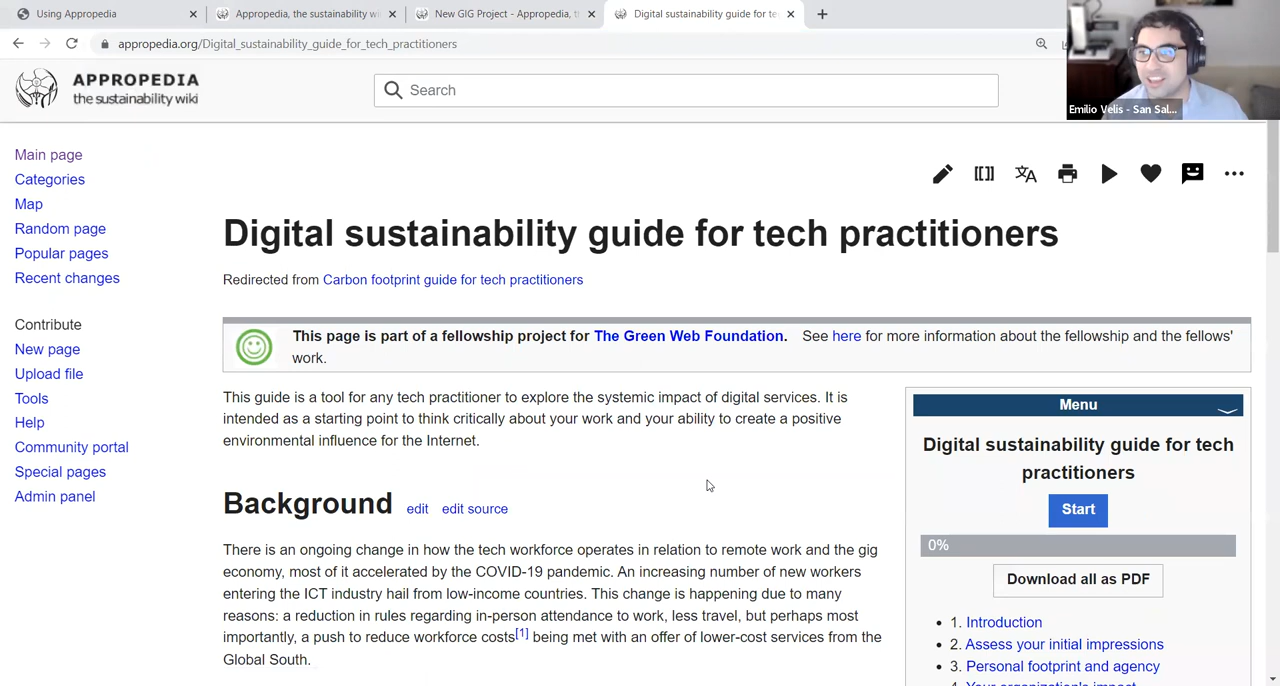 Using Appropedia
Appropedia, the sustainability wi
New GIG Project - Appropedia, t
Digital sustainability guide for te
appropedia.org/Digital_sustainability_guide_for_tech_practitioners
APPROPEDIA
the sustainability wiki
Search
Emilio Velis - San Sal...
Main page
Categories
Map
Random page
Popular pages
Recent changes
Contribute
New page
Upload file
Tools
Help
Community portal
Special pages
Admin panel
Digital sustainability guide for tech practitioners
Redirected from Carbon footprint guide for tech practitioners
This page is part of a fellowship project for The Green Web Foundation. See here for more information about the fellowship and the fellows'
work.
This guide is a tool for any tech practitioner to explore the systemic impact of digital services. It is
intended as a starting point to think critically about your work and your ability to create a positive
environmental influence for the Internet.
Background edit edit source
There is an ongoing change in how the tech workforce operates in relation to remote work and the gig
economy, most of it accelerated by the COVID-19 pandemic. An increasing number of new workers
entering the ICT industry hail from low-income countries. This change is happening due to many
reasons: a reduction in rules regarding in-person attendance to work, less travel, but perhaps most
importantly, a push to reduce workforce costs[1] being met with an offer of lower-cost services from the
Global South.
Menu
Digital sustainability guide for tech
practitioners
Start
0%
Download all as PDF
1. Introduction
2. Assess your initial impressions
3. Personal footprint and agency
4. Your organization's impact